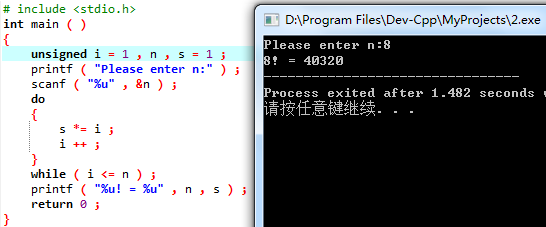 # include <stdio.h>
int main ( )
{
unsigned i = 1 , n , s = 1 ;
printf ( "Please enter n:" ) ;
scanf ( "%u" , &n ) ;
do
{
s *= i ;
i ++ ;
}
while ( i <= n ) ;
printf ( "%u! = %u" , n , s ) ;
return 0 ;
}
D:\Program Files\Dev-Cpp\MyProjects\2.exe
Please enter n:8
8! = 40320
--------------------------------
Process exited after 1.482 seconds
请按任意键继续. . .